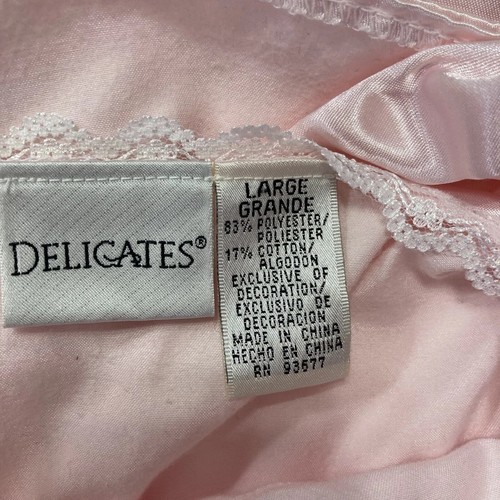 DELICATES®
LARGE
GRANDE
83% POLYESTER/
POLIESTER
17% COTTON/
ALGODON
EXCLUSIVE OF
DECORATION/
EXCLUSIVO DE
DECORACION
MADE IN CHINA
HECHO EN CHINA
RN 93677